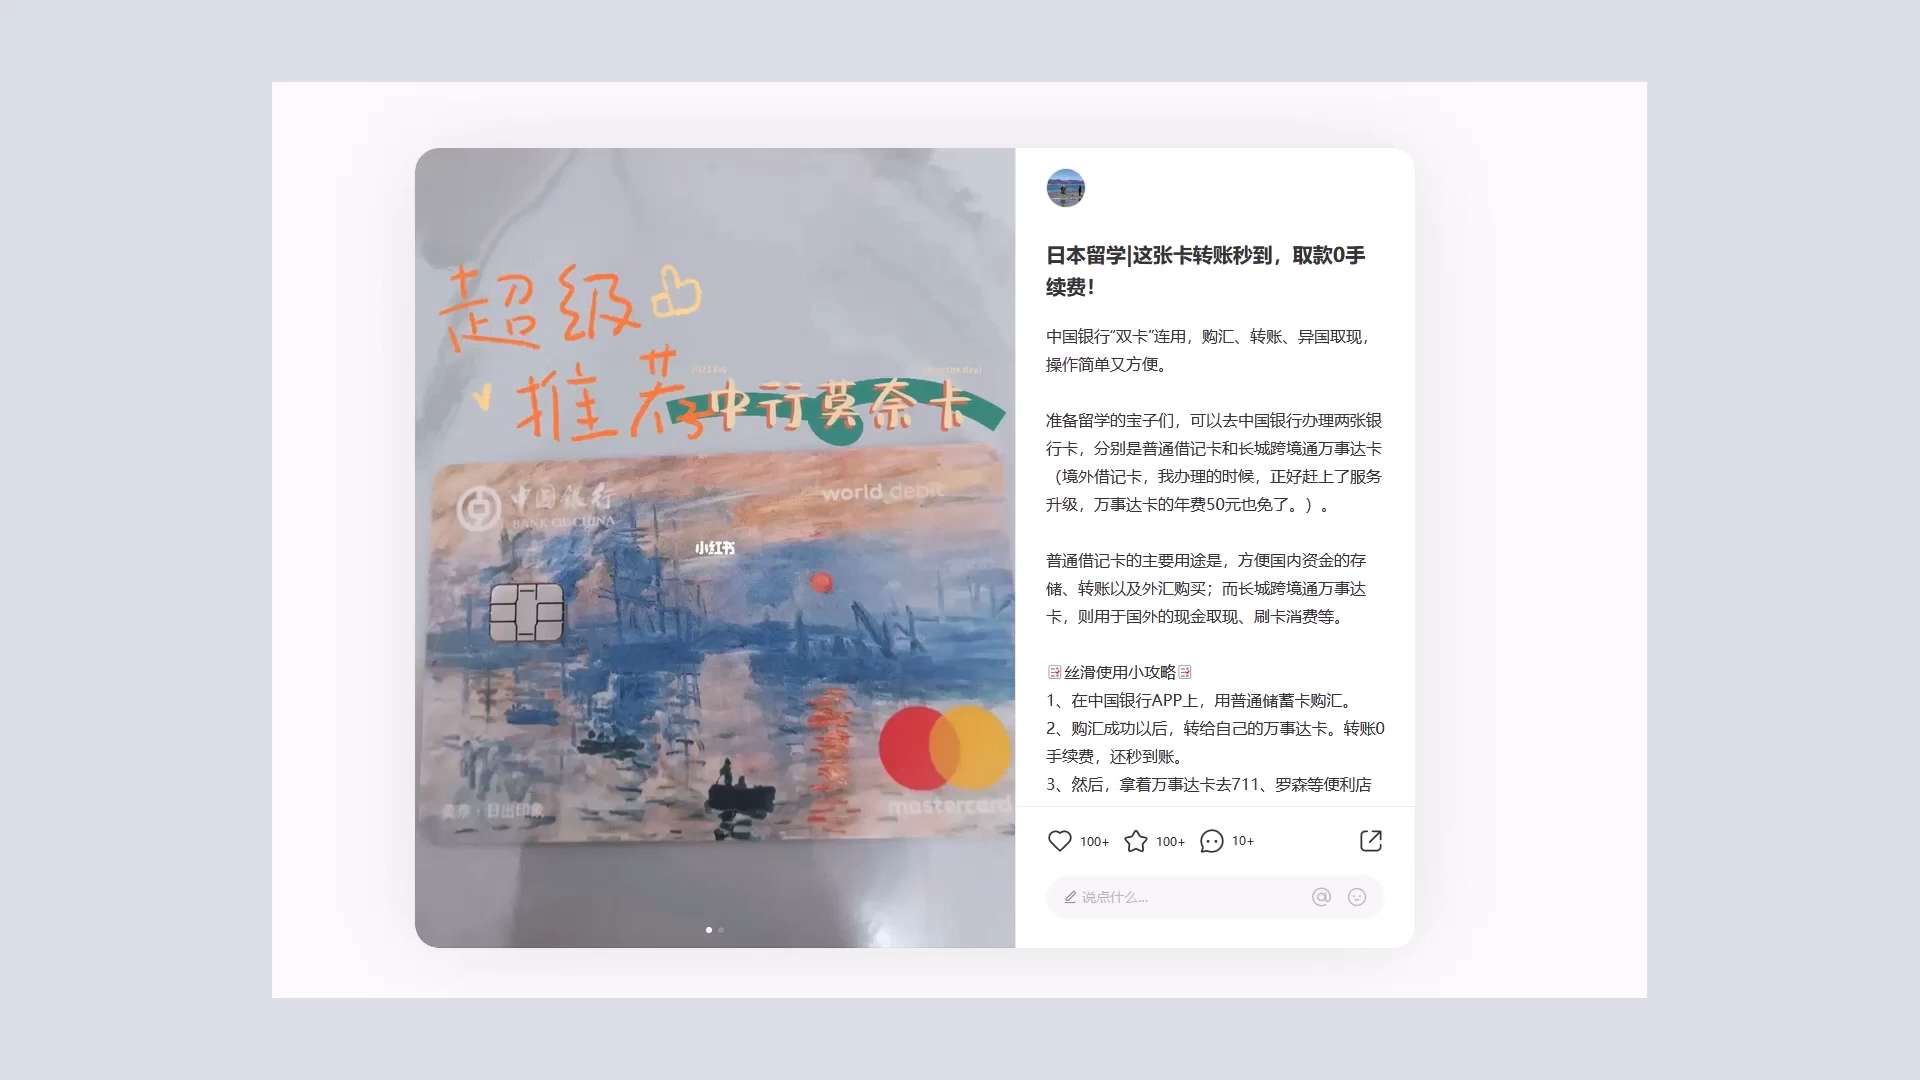 超级
推荐
中行莫奈卡
中国银行
BANK OF CHINA
world debit
小红书
mastercard
莫奈·日出印象
日本留学|这张卡转账秒到，取款0手
续费！
中国银行“双卡”连用，购汇、转账、异国取现，
操作简单又方便。
准备留学的宝子们，可以去中国银行办理两张银
行卡，分别是普通借记卡和长城跨境通万事达卡
（境外借记卡，我办理的时候，正好赶上了服务
升级，万事达卡的年费50元也免了。）。
普通借记卡的主要用途是，方便国内资金的存
储、转账以及外汇购买；而长城跨境通万事达
卡，则用于国外的现金取现、刷卡消费等。
丝滑使用小攻略
1、在中国银行APP上，用普通储蓄卡购汇。
2、购汇成功以后，转给自己的万事达卡。转账0
手续费，还秒到账。
3、然后，拿着万事达卡去711、罗森等便利店
100+
100+
10+
说点什么...